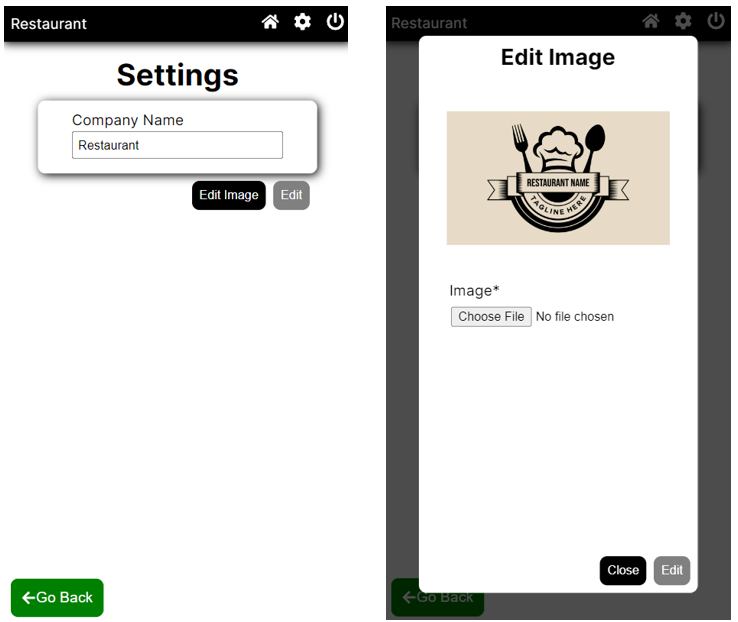 Restaurant
Settings
Company Name
Restaurant
Edit Image
Edit
Go Back
Restaurant
Edit Image
RESTAURANT NAME
TAGLINE HERE
Image*
Choose File No file chosen
Close
Edit
Go Back